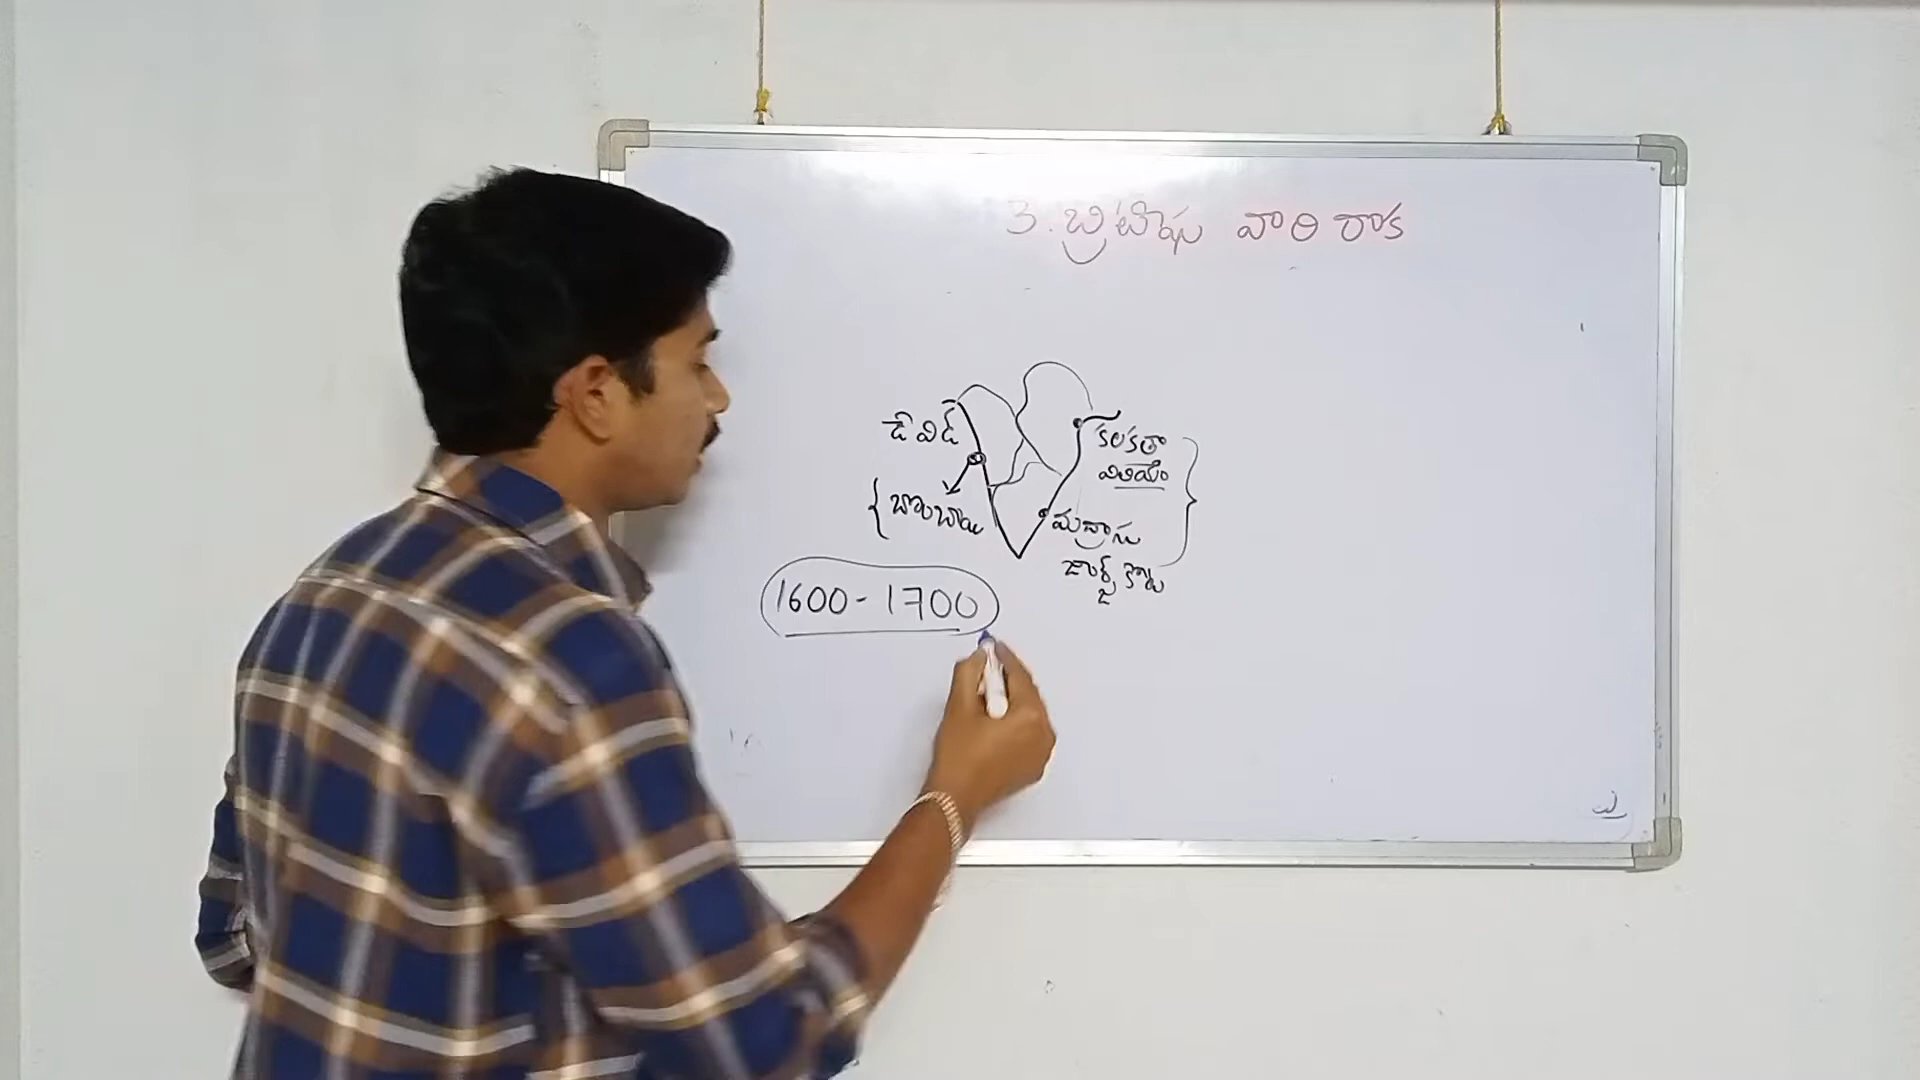 3. బ్రిటిషు వారి రాక
డేవిడ్
కలకత్తా
విలియం
{ బొంబాయి
మద్రాసు
జార్జ్ కోట
1600 - 1700